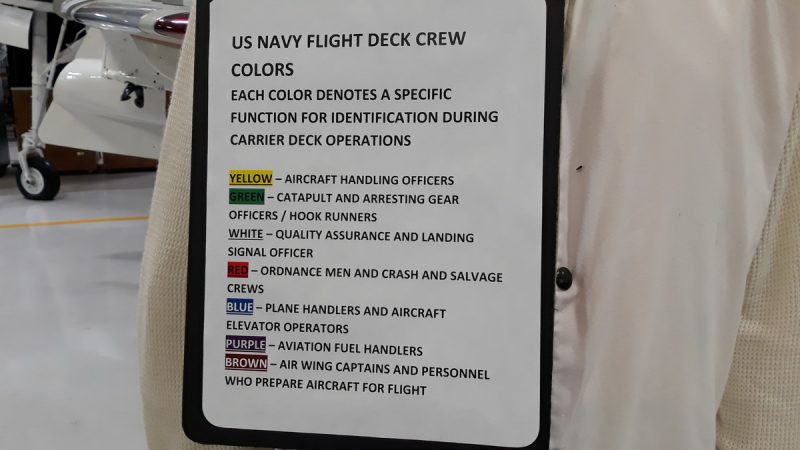 US NAVY FLIGHT DECK CREW
COLORS
EACH COLOR DENOTES A SPECIFIC
FUNCTION FOR IDENTIFICATION DURING
CARRIER DECK OPERATIONS
YELLOW – AIRCRAFT HANDLING OFFICERS
GREEN – CATAPULT AND ARRESTING GEAR
OFFICERS / HOOK RUNNERS
WHITE – QUALITY ASSURANCE AND LANDING
SIGNAL OFFICER
RED – ORDNANCE MEN AND CRASH AND SALVAGE
CREWS
BLUE – PLANE HANDLERS AND AIRCRAFT
ELEVATOR OPERATORS
PURPLE – AVIATION FUEL HANDLERS
BROWN – AIR WING CAPTAINS AND PERSONNEL
WHO PREPARE AIRCRAFT FOR FLIGHT